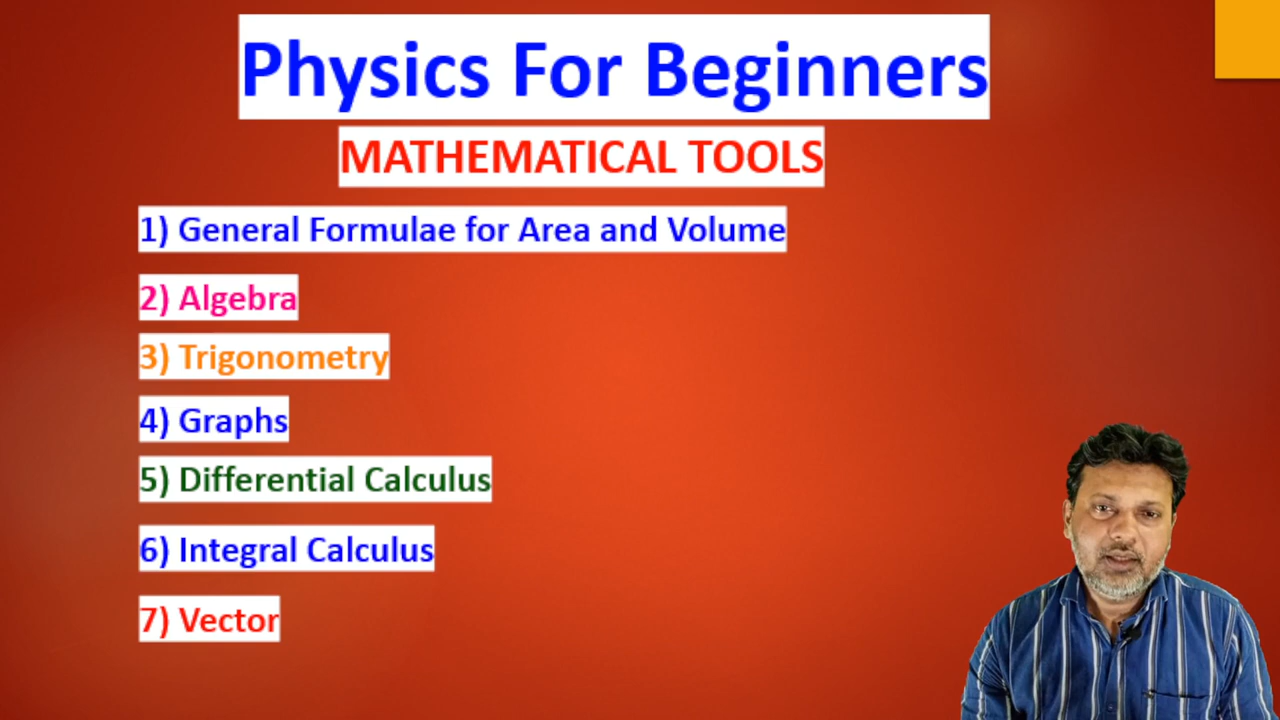 Physics For Beginners
MATHEMATICAL TOOLS
1) General Formulae for Area and Volume
2) Algebra
3) Trigonometry
4) Graphs
5) Differential Calculus
6) Integral Calculus
7) Vector